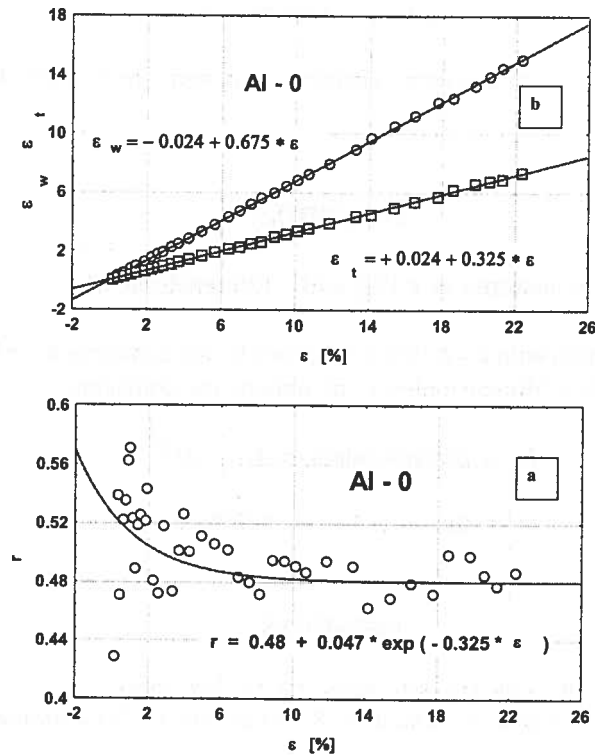 18
14
10
6
2
-2
ε w ε t
Al - 0
b
ε w = − 0.024 + 0.675 * ε
ε t = + 0.024 + 0.325 * ε
-2 2 6 10 14 18 22 26
ε [%]
0.6
0.56
0.52
0.48
0.44
0.4
r
Al - 0
a
r = 0.48 + 0.047 * exp ( - 0.325 * ε )
-2 2 6 10 14 18 22 26
ε [%]